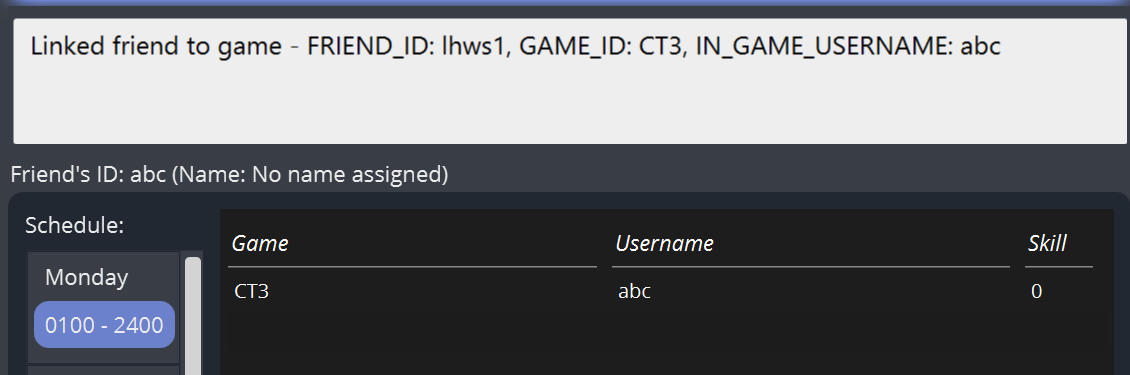 Linked friend to game - FRIEND_ID: lhws1, GAME_ID: CT3, IN_GAME_USERNAME: abc
Friend's ID: abc (Name: No name assigned)
Schedule:
Monday
0100 - 2400
Game Username Skill
CT3 abc 0